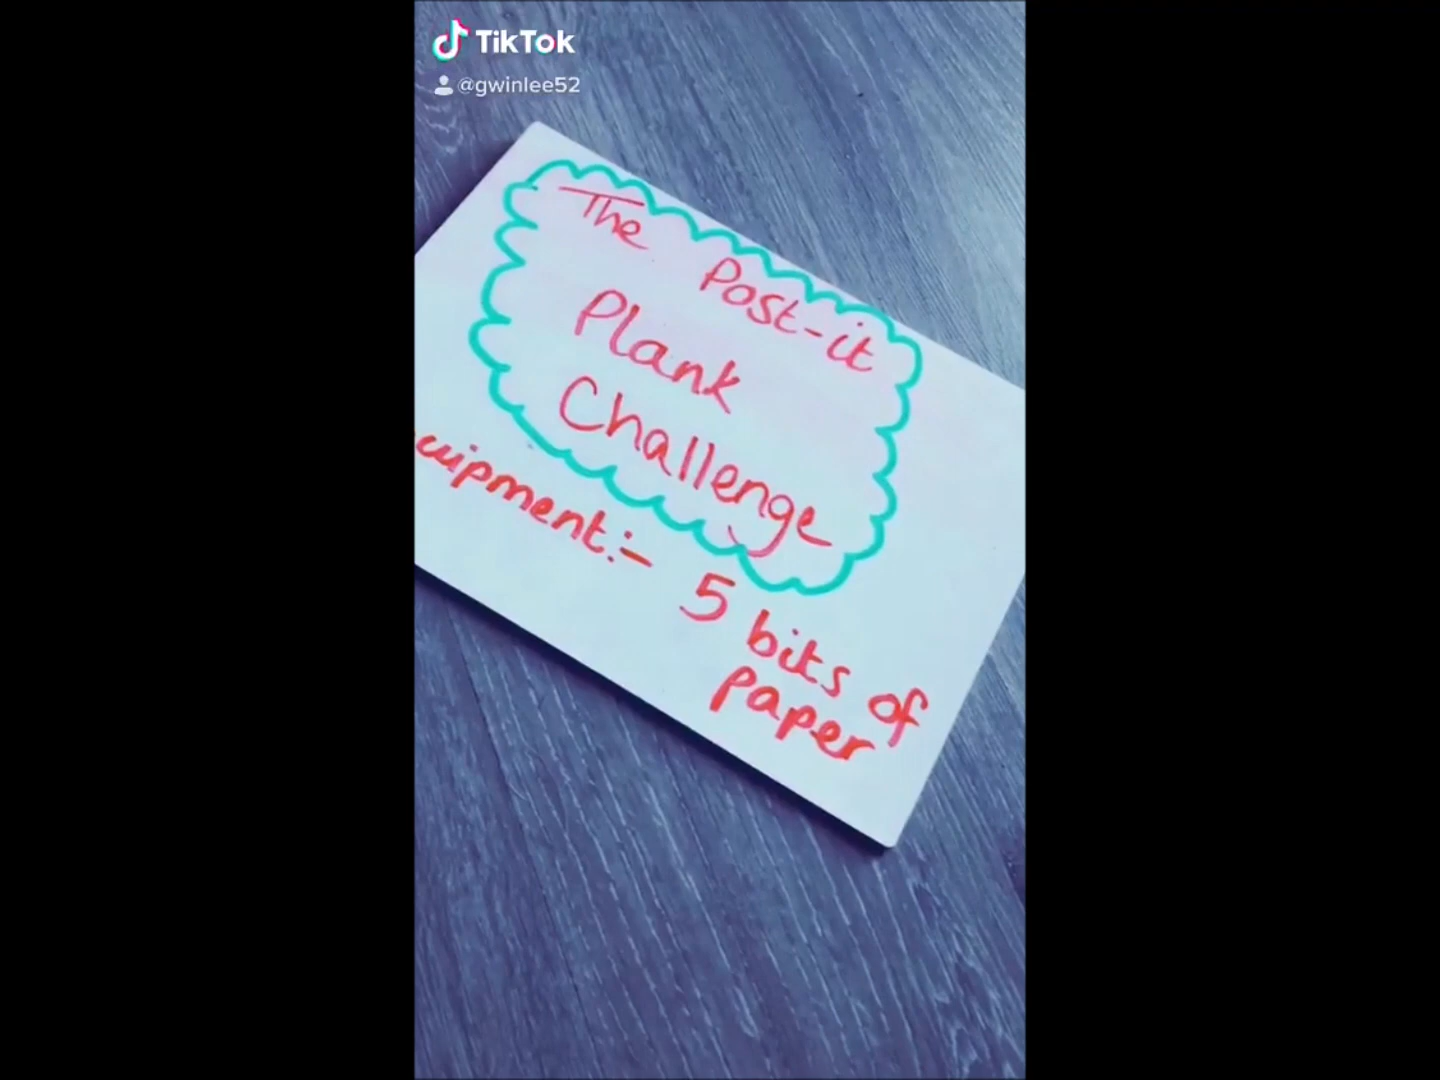 TikTok
@gwinlee52
The Post-it
Plank
Challenge
uipment:- 5 bits of
paper